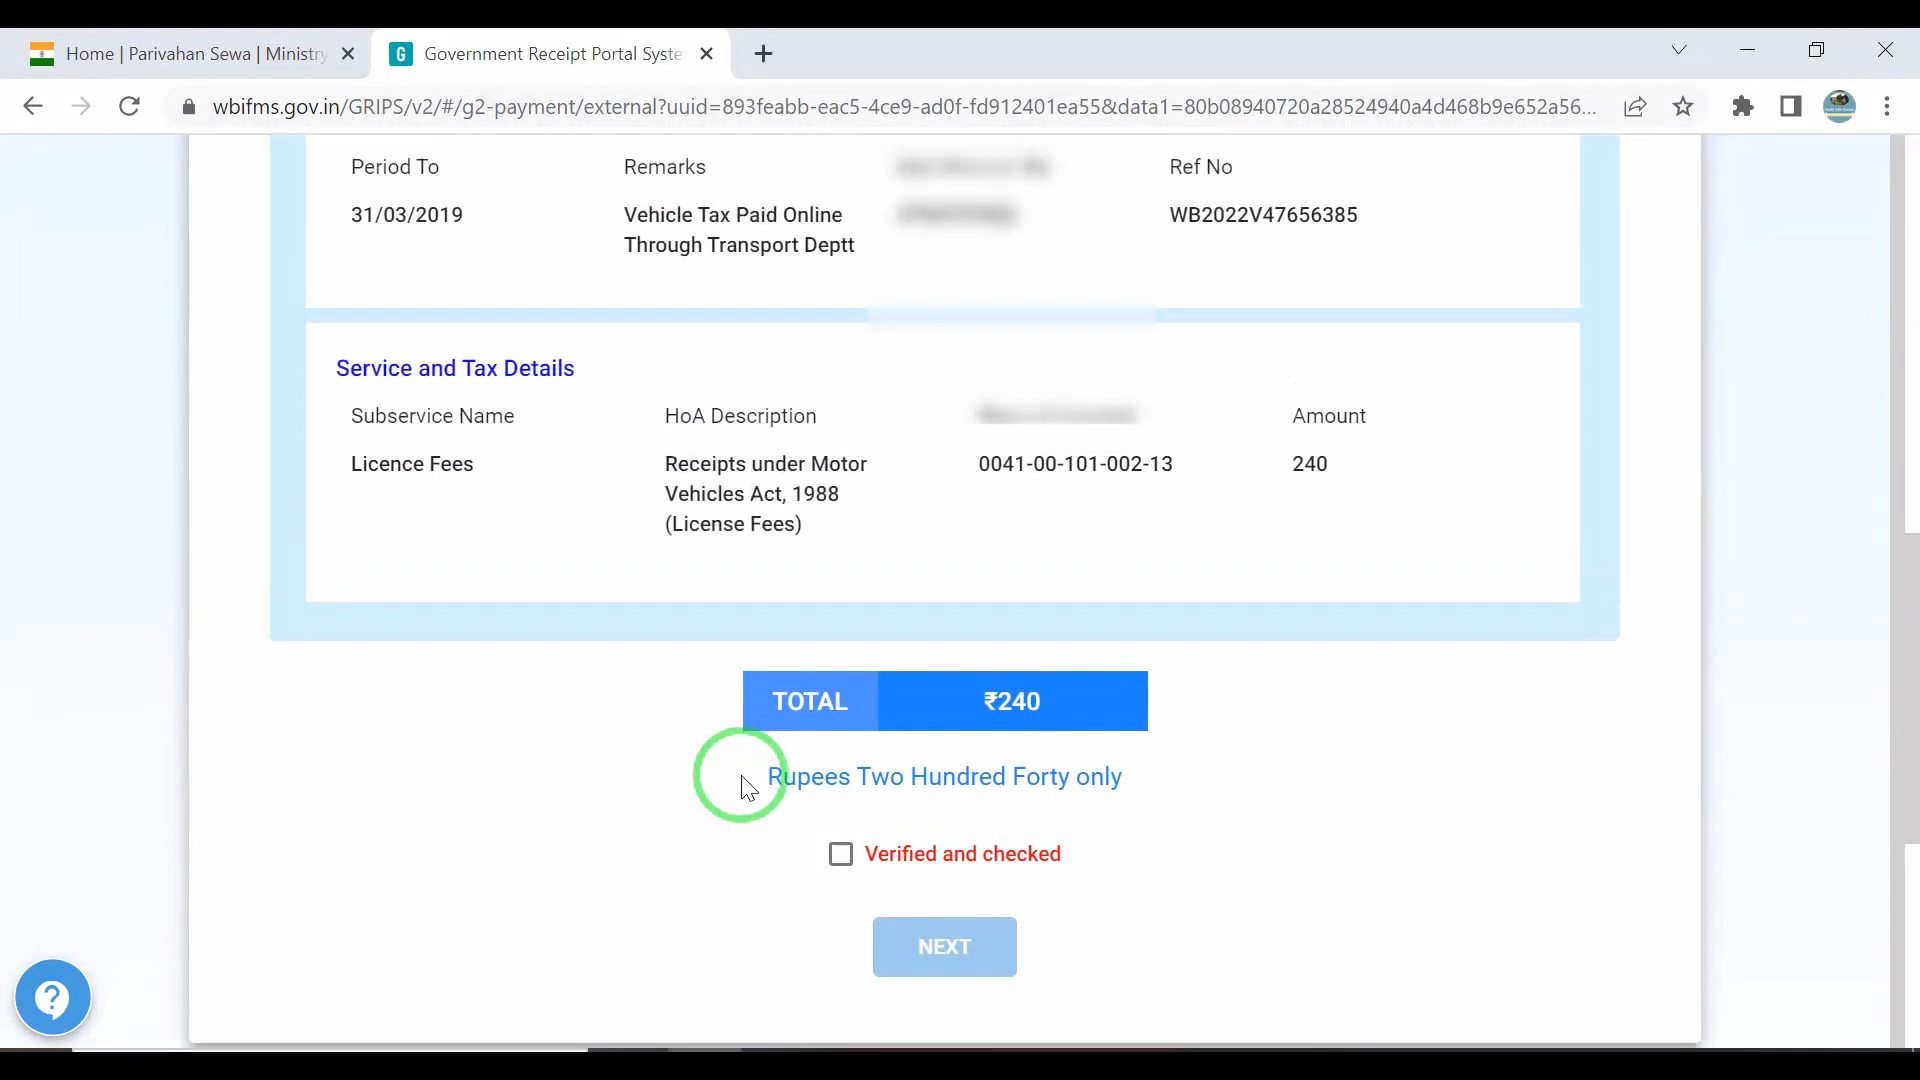 Home | Parivahan Sewa | Ministry
G Government Receipt Portal Syste
wbifms.gov.in/GRIPS/v2/#/g2-payment/external?uuid=893feabb-eac5-4ce9-ad0f-fd912401ea55&data1=80b08940720a28524940a4d468b9e652a56...
Period To Remarks Ref No
31/03/2019 Vehicle Tax Paid Online WB2022V47656385
Through Transport Deptt
Service and Tax Details
Subservice Name HoA Description Amount
Licence Fees Receipts under Motor 0041-00-101-002-13 240
Vehicles Act, 1988
(License Fees)
TOTAL ₹240
Rupees Two Hundred Forty only
Verified and checked
NEXT